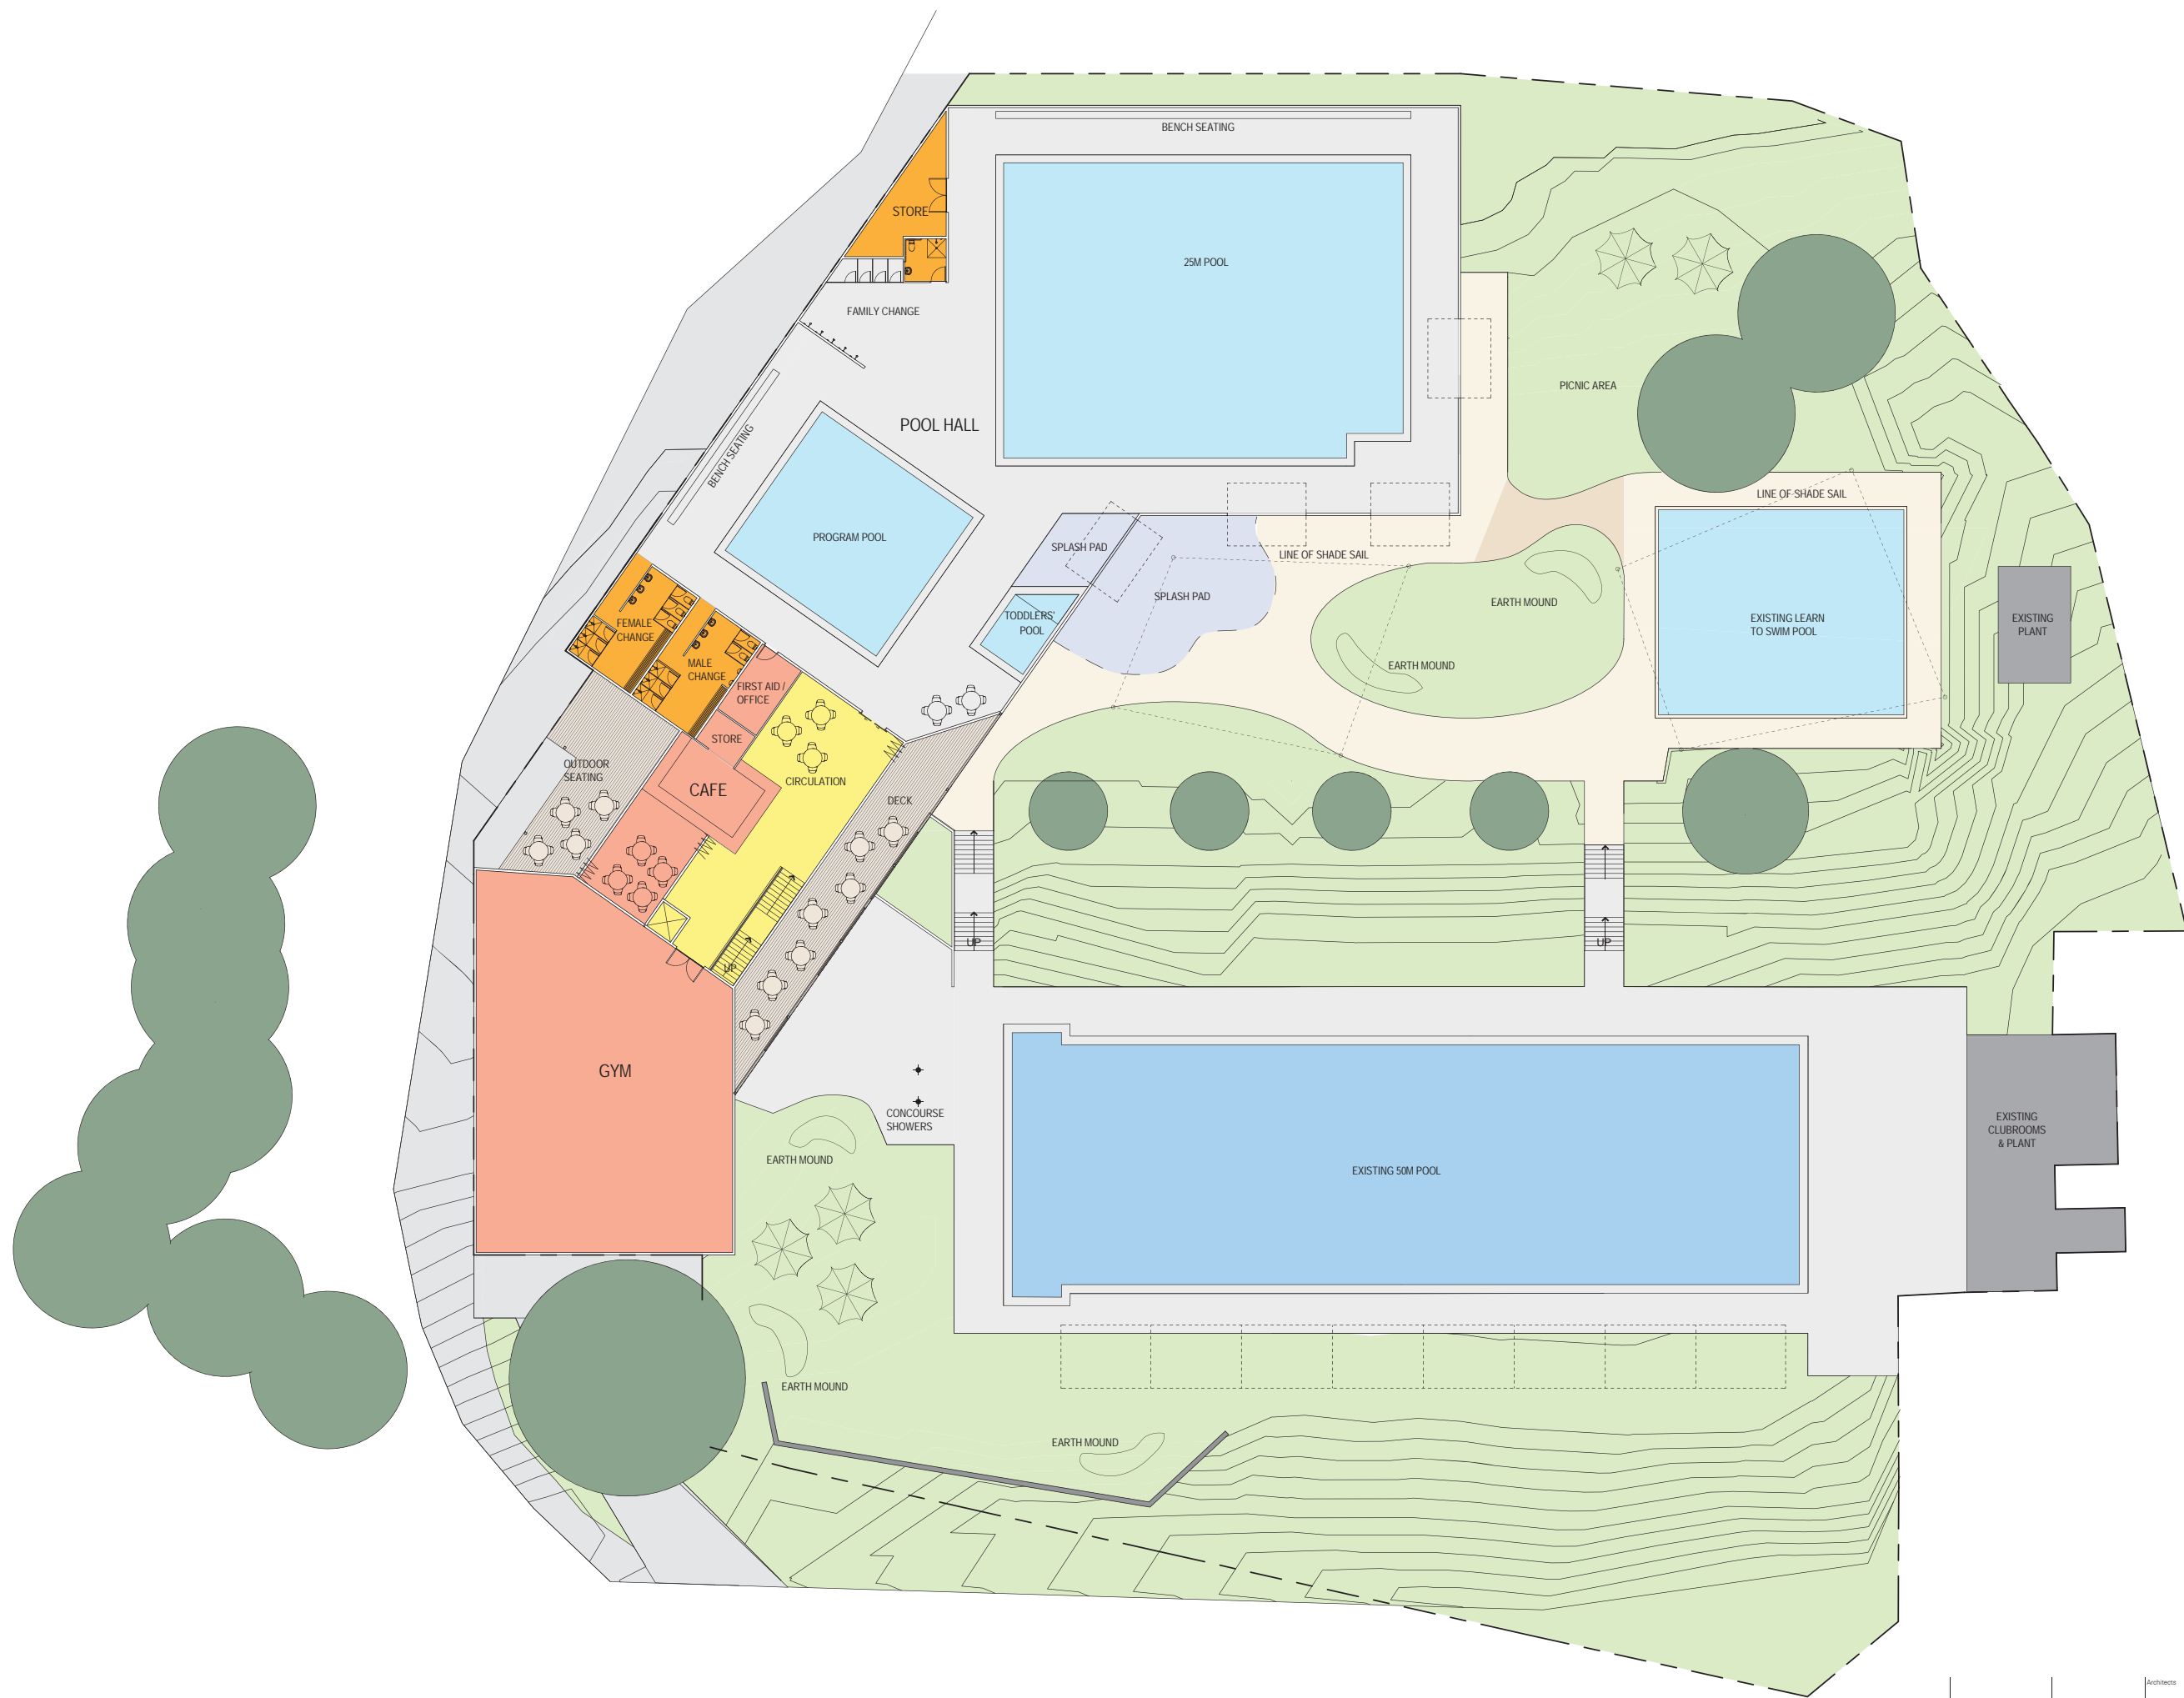 BENCH SEATING
STORE
25M POOL
FAMILY CHANGE
PICNIC AREA
POOL HALL
BENCH SEATING
LINE OF SHADE SAIL
PROGRAM POOL
SPLASH PAD
LINE OF SHADE SAIL
SPLASH PAD
EARTH MOUND
TODDLERS'
POOL
EXISTING LEARN
TO SWIM POOL
EXISTING
PLANT
FEMALE
CHANGE
MALE
CHANGE
EARTH MOUND
FIRST AID /
OFFICE
STORE
OUTDOOR
SEATING
CAFE
CIRCULATION
DECK
UP
UP
UP
GYM
CONCOURSE
SHOWERS
EXISTING
CLUBROOMS
& PLANT
EARTH MOUND
EXISTING 50M POOL
EARTH MOUND
EARTH MOUND
Architects